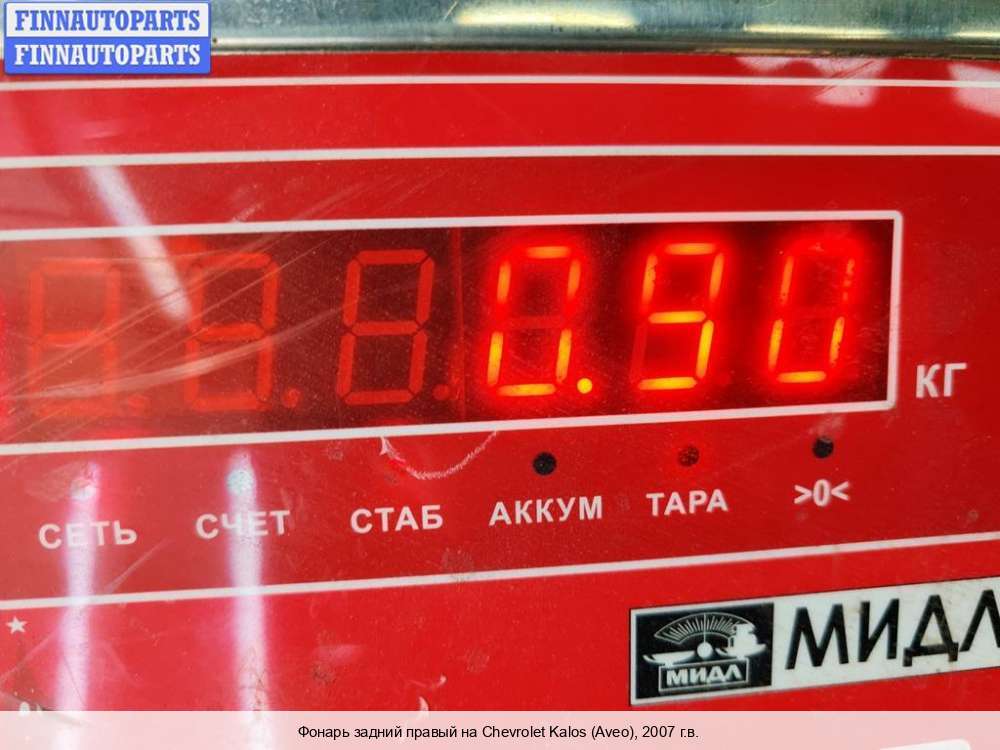 FINNAUTOPARTS
FINNAUTOPARTS
0.90
КГ
СЕТЬ СЧЕТ СТАБ АККУМ ТАРА >0<
МИДЛ
МИДЛ
Фонарь задний правый на Chevrolet Kalos (Aveo), 2007 г.в.